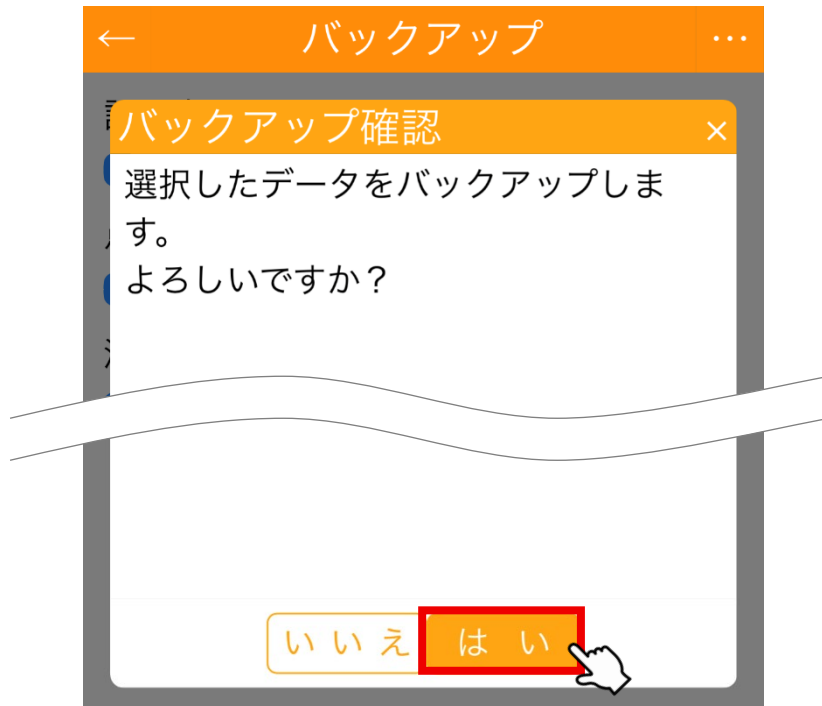 バックアップ
バックアップ確認
選択したデータをバックアップしま
す。
よろしいですか？
いいえ はい